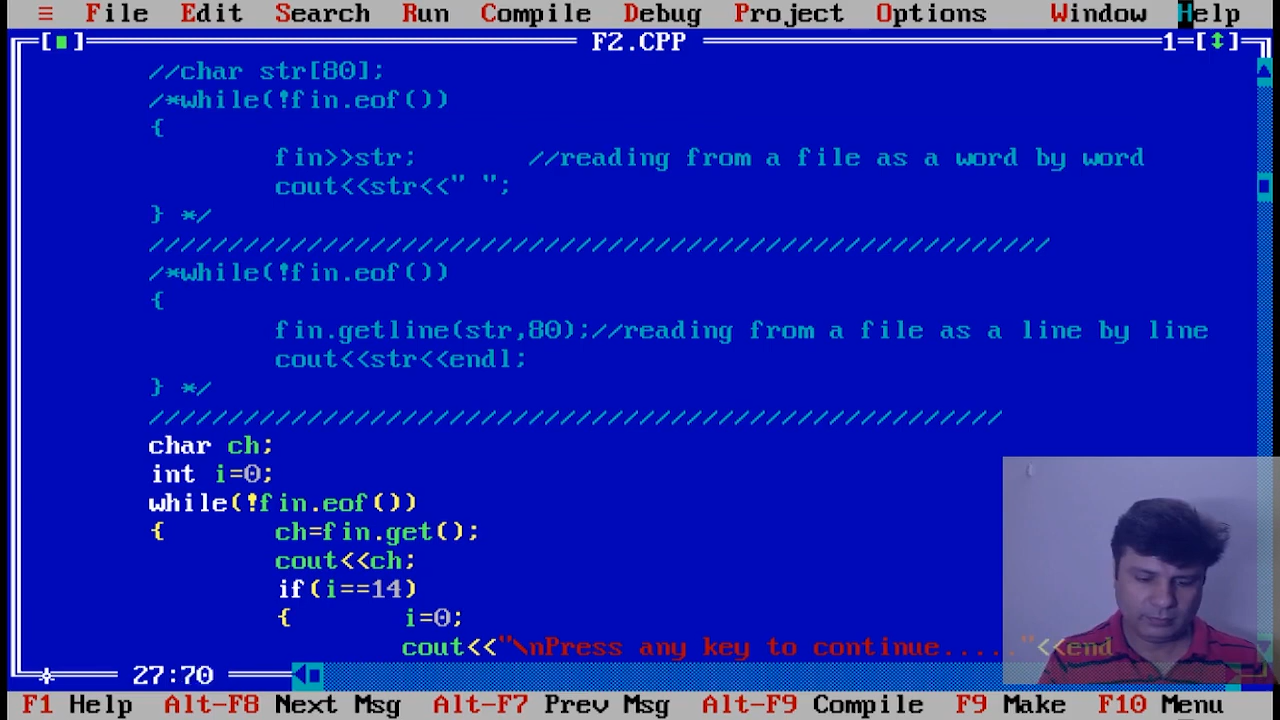 ≡ File Edit Search Run Compile Debug Project Options Window Help
[■] F2.CPP 1=[↕]
//char str[80];
/*while(!fin.eof())
{
fin>>str; //reading from a file as a word by word
cout<<str<<" ";
} */
//////////////////////////////////////////////////////////
/*while(!fin.eof())
{
fin.getline(str,80);//reading from a file as a line by line
cout<<str<<endl;
} */
///////////////////////////////////////////////////////
char ch;
int i=0;
while(!fin.eof())
{ ch=fin.get();
cout<<ch;
if(i==14)
{ i=0;
cout<<"\nPress any key to continue....."<<end
27:70
F1 Help Alt-F8 Next Msg Alt-F7 Prev Msg Alt-F9 Compile F9 Make F10 Menu